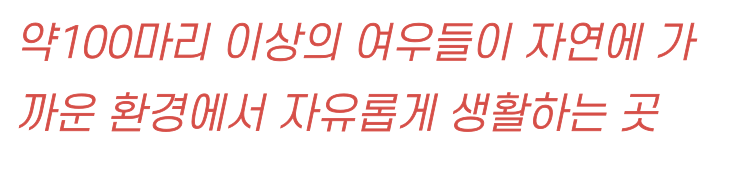 약100마리 이상의 여우들이 자연에 가
까운 환경에서 자유롭게 생활하는 곳